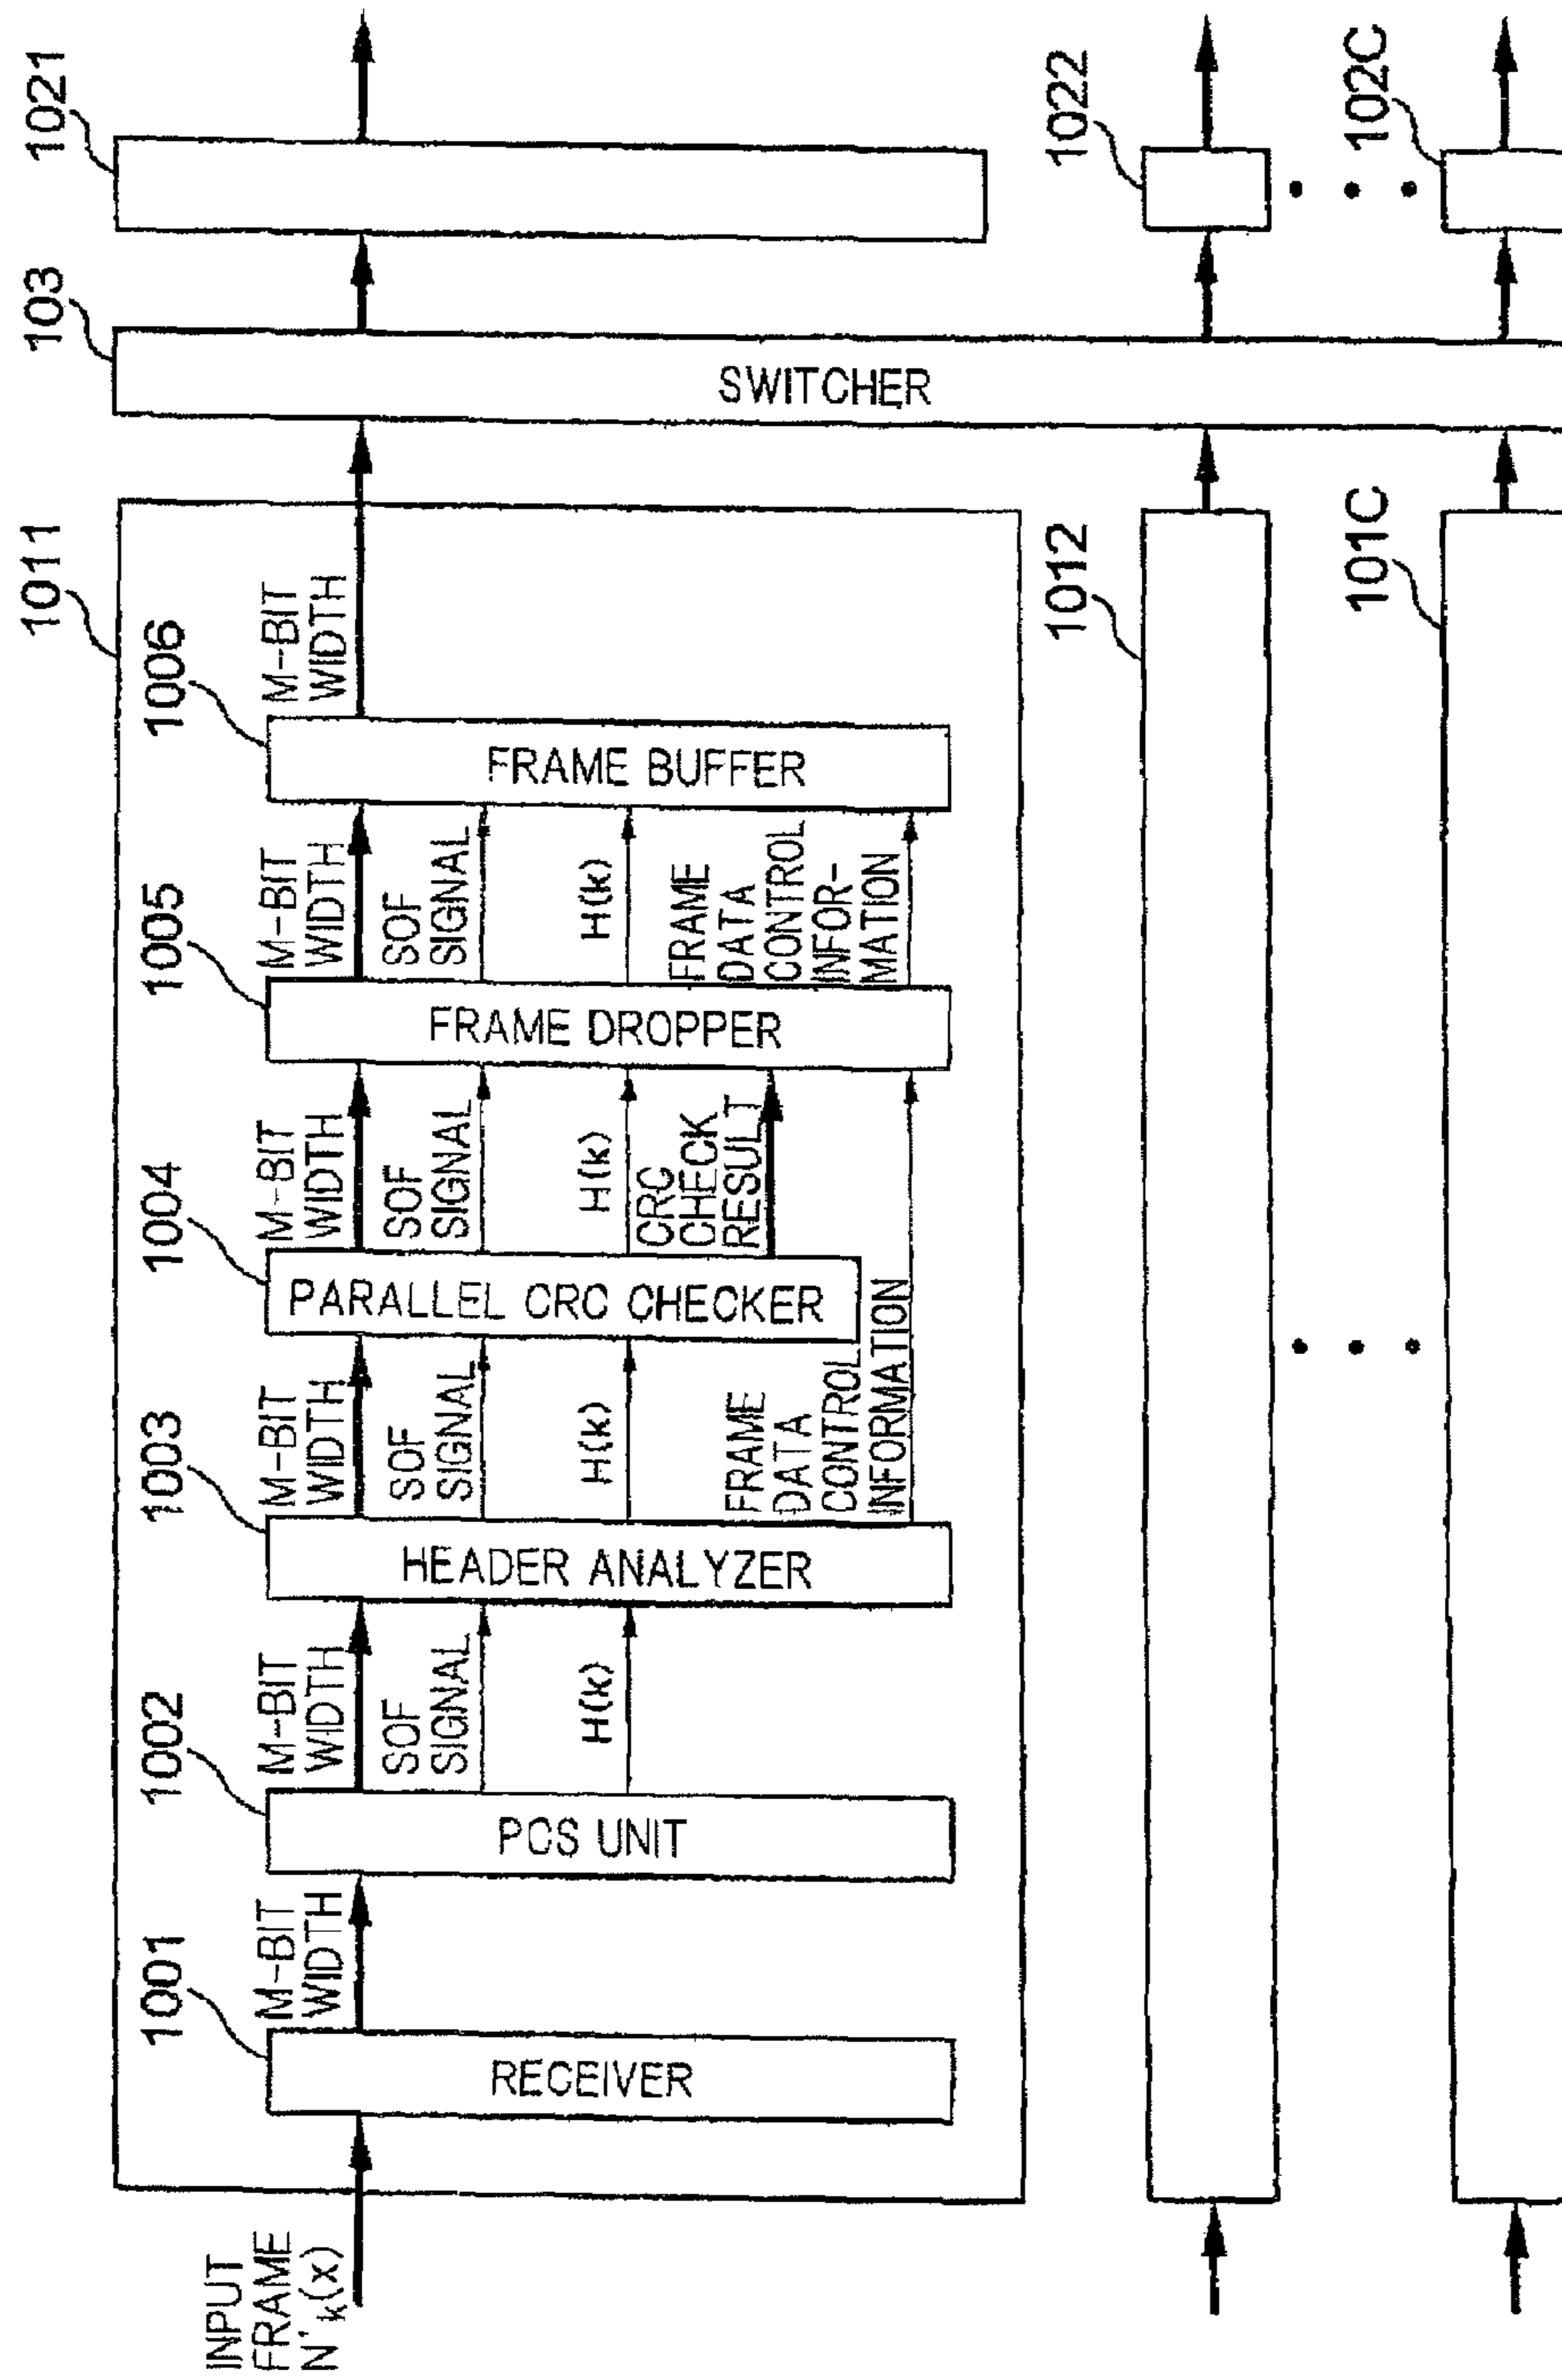 INPUT
FRAME
N'k(x)
1001
RECEIVER
M-BIT
WIDTH
1002
PCS UNIT
M-BIT
WIDTH
SOF
SIGNAL
H(k)
1003
HEADER ANALYZER
M-BIT
WIDTH
SOF
SIGNAL
H(k)
FRAME
DATA
CONTROL
INFORMATION
1004
PARALLEL CRC CHECKER
M-BIT
WIDTH
SOF
SIGNAL
H(k)
CRC
CHECK
RESULT
1005
FRAME DROPPER
M-BIT
WIDTH
SOF
SIGNAL
H(k)
FRAME
DATA
CONTROL
INFOR-
MATION
1006
FRAME BUFFER
M-BIT
WIDTH
1011
103
SWITCHER
1021
1012
1022
101C
102C